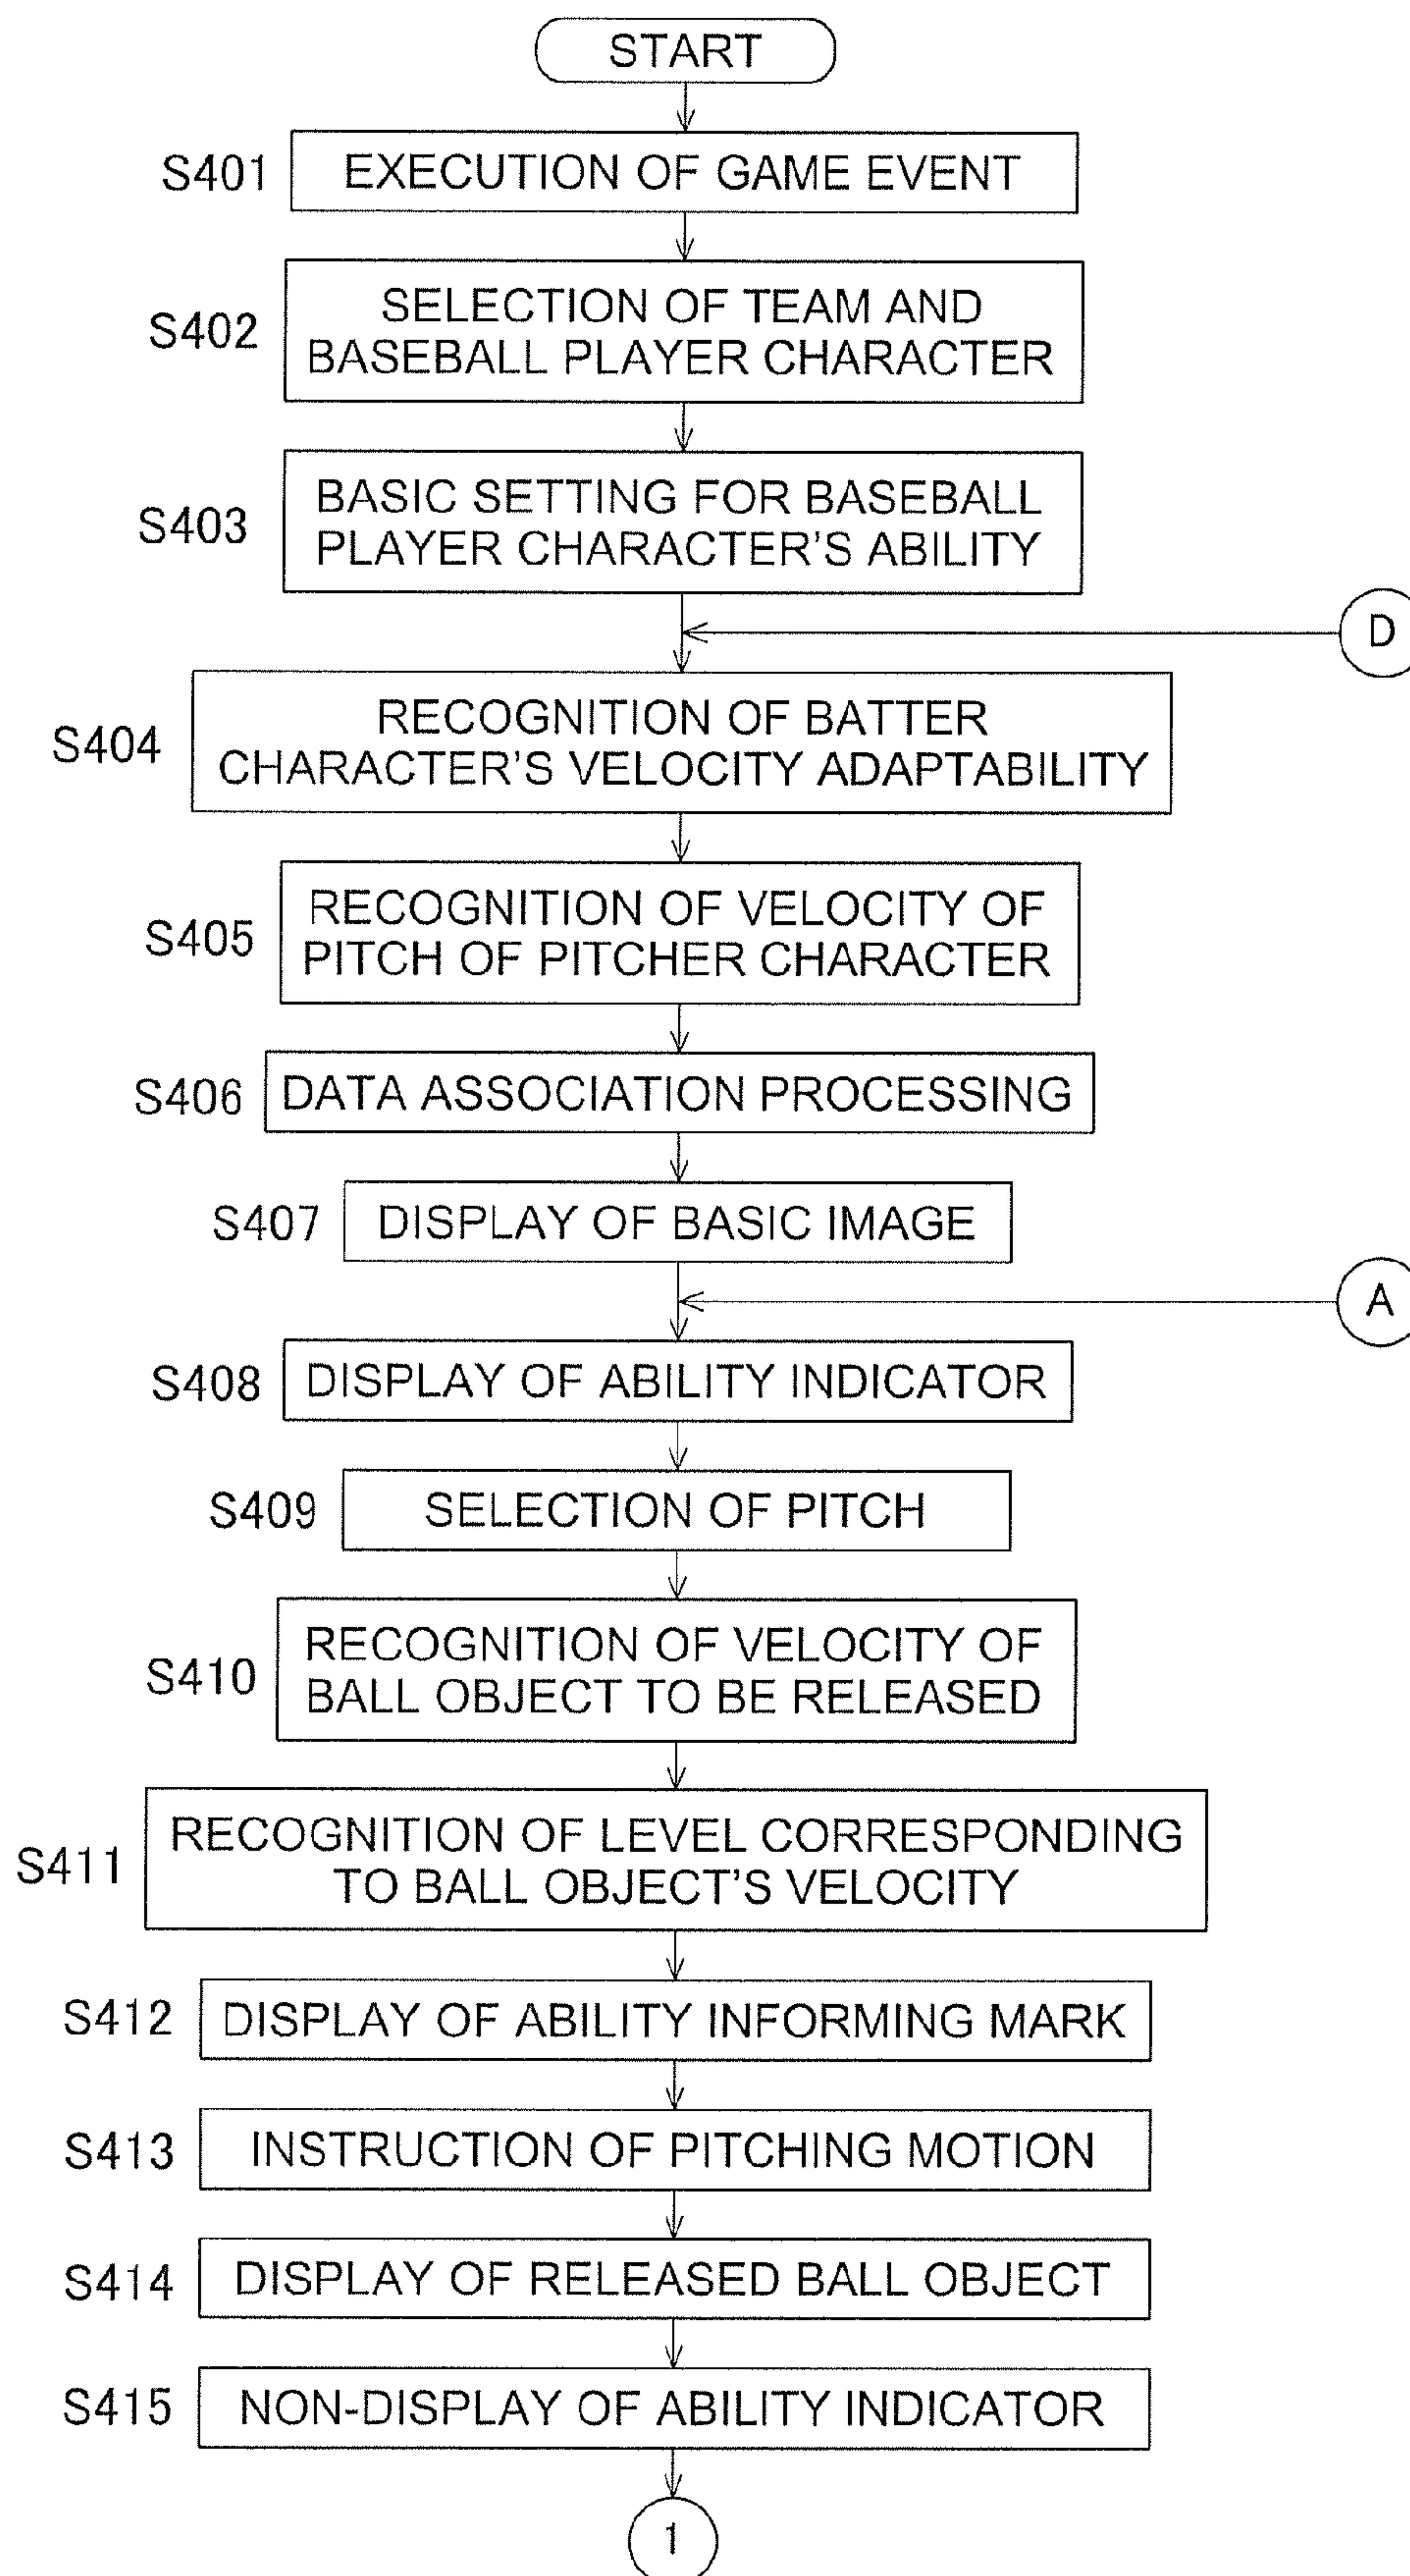 START
S401
EXECUTION OF GAME EVENT
S402
SELECTION OF TEAM AND
BASEBALL PLAYER CHARACTER
S403
BASIC SETTING FOR BASEBALL
PLAYER CHARACTER'S ABILITY
D
S404
RECOGNITION OF BATTER
CHARACTER'S VELOCITY ADAPTABILITY
S405
RECOGNITION OF VELOCITY OF
PITCH OF PITCHER CHARACTER
S406
DATA ASSOCIATION PROCESSING
S407
DISPLAY OF BASIC IMAGE
A
S408
DISPLAY OF ABILITY INDICATOR
S409
SELECTION OF PITCH
S410
RECOGNITION OF VELOCITY OF
BALL OBJECT TO BE RELEASED
S411
RECOGNITION OF LEVEL CORRESPONDING
TO BALL OBJECT'S VELOCITY
S412
DISPLAY OF ABILITY INFORMING MARK
S413
INSTRUCTION OF PITCHING MOTION
S414
DISPLAY OF RELEASED BALL OBJECT
S415
NON-DISPLAY OF ABILITY INDICATOR
1